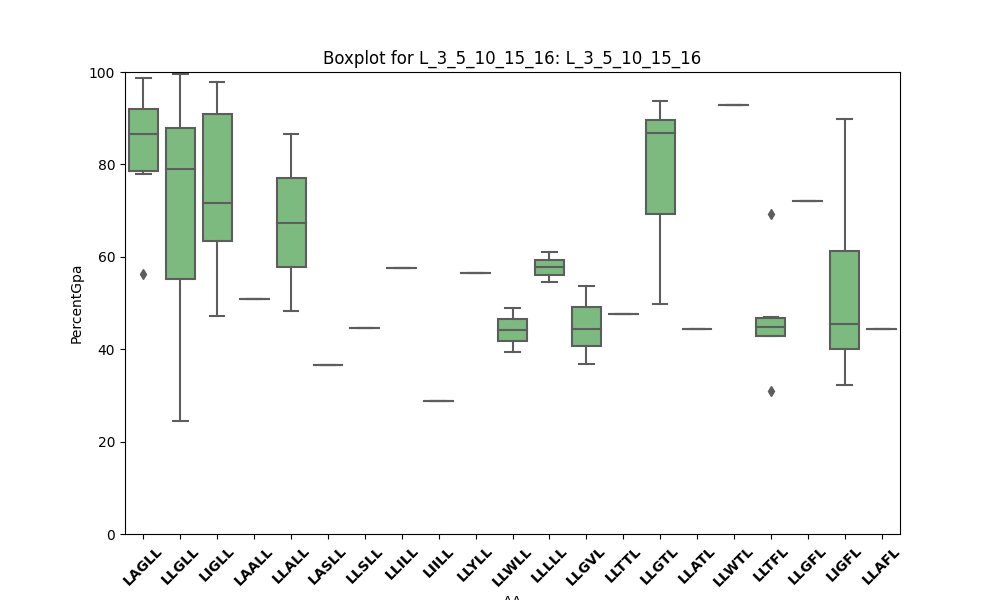 Boxplot for L_3_5_10_15_16: L_3_5_10_15_16
PercentGpa
100
80
60
40
20
0
LAGLL LLGLL LIGLL LAALL LLALL LASLL LLSLL LLILL LIILL LLYLL LLWLL LLLLL LLGVL LLTTL LLGTL LLATL LLWTL LLTFL LLGFL LIGFL LLAFL